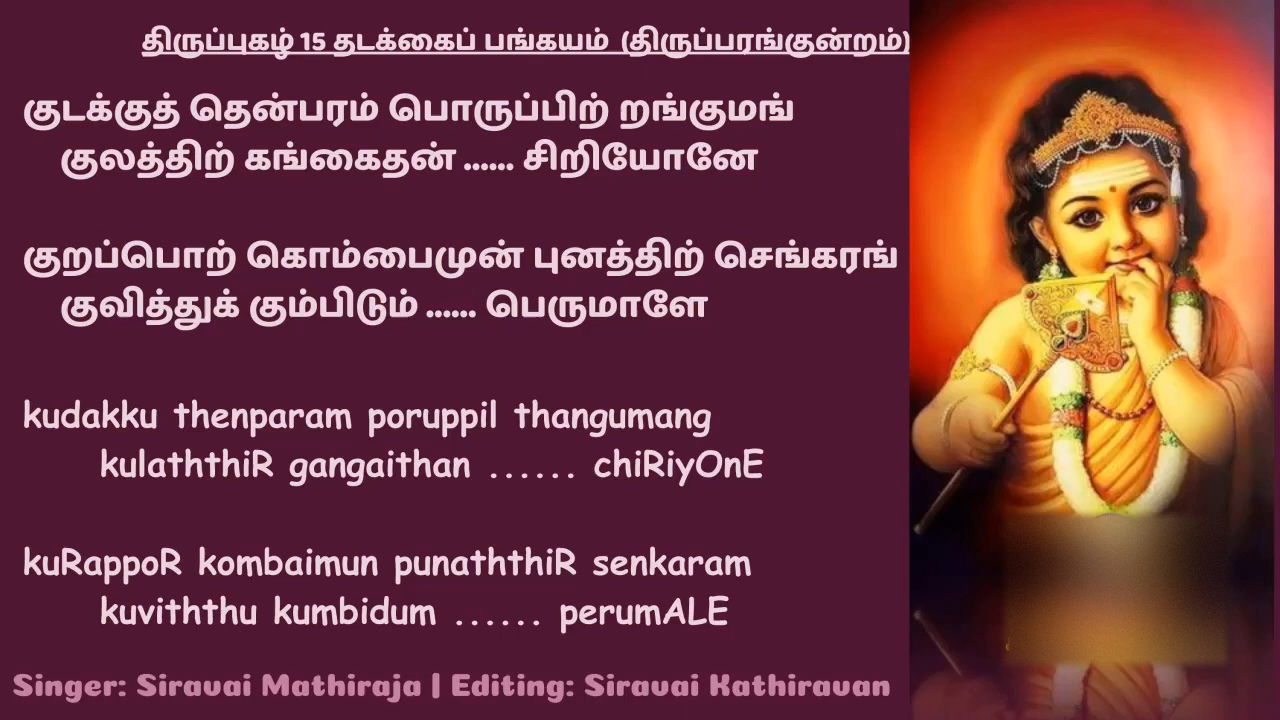 திருப்புகழ் 15 தடக்கைப் பங்கயம் (திருப்பரங்குன்றம்)
குடக்குத் தென்பரம் பொருப்பிற் றங்குமங்
குலத்திற் கங்கைதன் ...... சிறியோனே
குறப்பொற் கொம்பைமுன் புனத்திற் செங்கரங்
குவித்துக் கும்பிடும் ...... பெருமாளே
kudakku thenparam poruppil thangumang
kulaththiR gangaithan ...... chiRiyOnE
kuRappoR kombaimun punaththiR senkaram
kuviththu kumbidum ...... perumALE
Singer: Siravai Mathiraja | Editing: Siravai Kathiravan